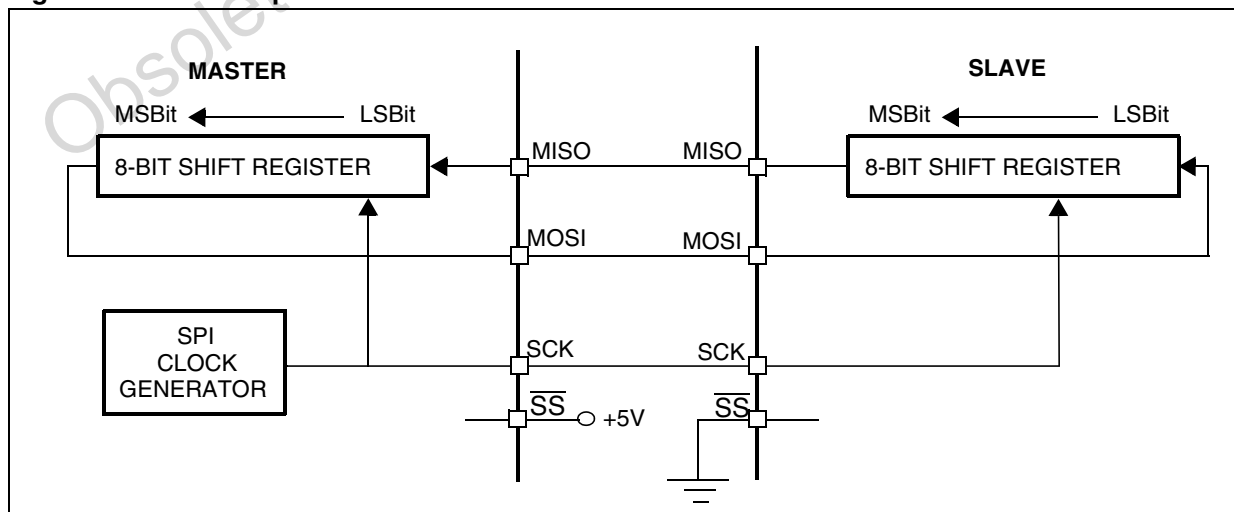 Obsolet
MASTER
SLAVE
MSBit LSBit
MSBit LSBit
8-BIT SHIFT REGISTER
MISO MISO
8-BIT SHIFT REGISTER
MOSI MOSI
SPI
CLOCK
GENERATOR
SCK SCK
SS +5V
SS